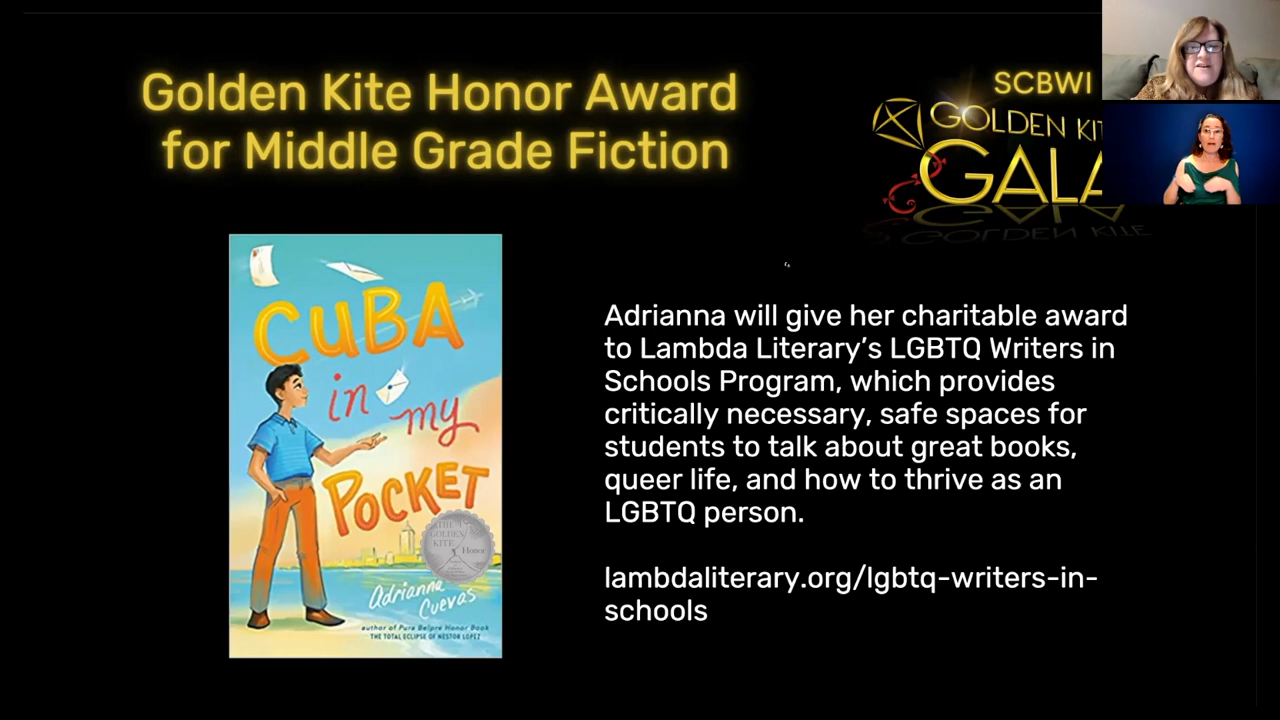 Golden Kite Honor Award
for Middle Grade Fiction
SCBWI
GOLDEN KIT
GALA
GOLDEN KITE
CUBA
in
my
POCKET
THE
GOLDEN
KITE
Honor
Adrianna
Cuevas
author of Pura Belpré Honor Book
THE TOTAL ECLIPSE OF NESTOR LOPEZ
Adrianna will give her charitable award
to Lambda Literary’s LGBTQ Writers in
Schools Program, which provides
critically necessary, safe spaces for
students to talk about great books,
queer life, and how to thrive as an
LGBTQ person.
lambdaliterary.org/lgbtq-writers-in-
schools